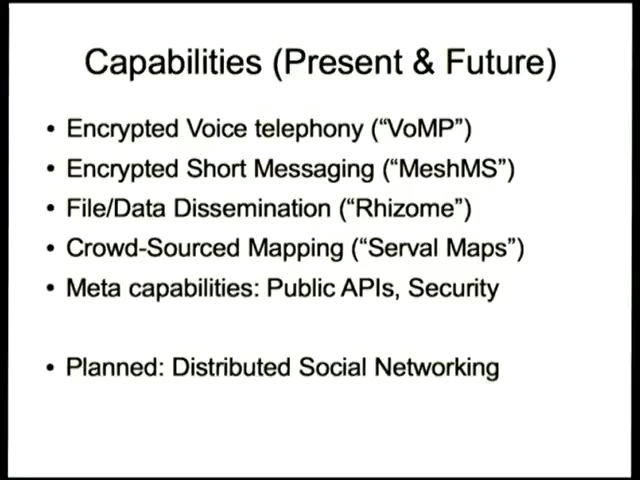 Capabilities (Present & Future)
• Encrypted Voice telephony (“VoMP”)
• Encrypted Short Messaging (“MeshMS”)
• File/Data Dissemination (“Rhizome”)
• Crowd-Sourced Mapping (“Serval Maps”)
• Meta capabilities: Public APIs, Security
• Planned: Distributed Social Networking